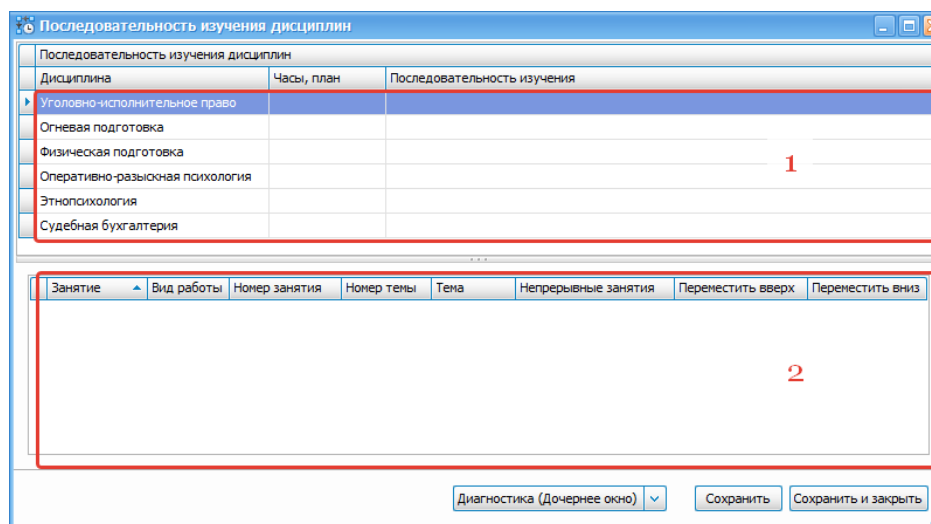 Последовательность изучения дисциплин
Последовательность изучения дисциплин
Дисциплина Часы, план Последовательность изучения
Уголовно-исполнительное право
Огневая подготовка
Физическая подготовка
1
Оперативно-разыскная психология
Этнопсихология
Судебная бухгалтерия
Занятие Вид работы Номер занятия Номер темы Тема Непрерывные занятия Переместить вверх Переместить вниз
2
Диагностика (Дочернее окно) Сохранить Сохранить и закрыть